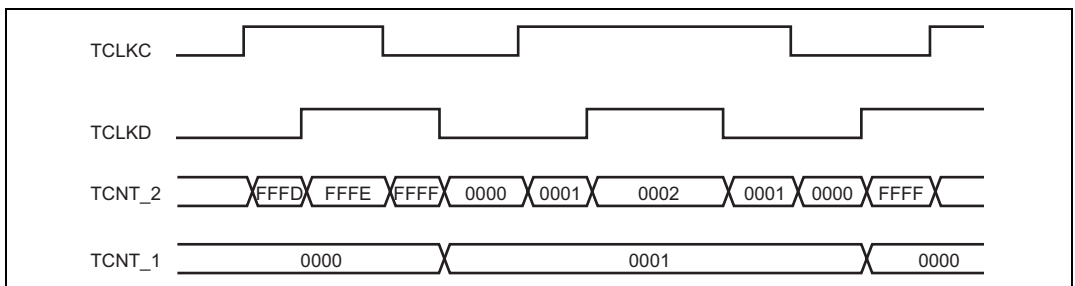 TCLKC
TCLKD
TCNT_2 FFFD FFFE FFFF 0000 0001 0002 0001 0000 FFFF
TCNT_1 0000 0001 0000